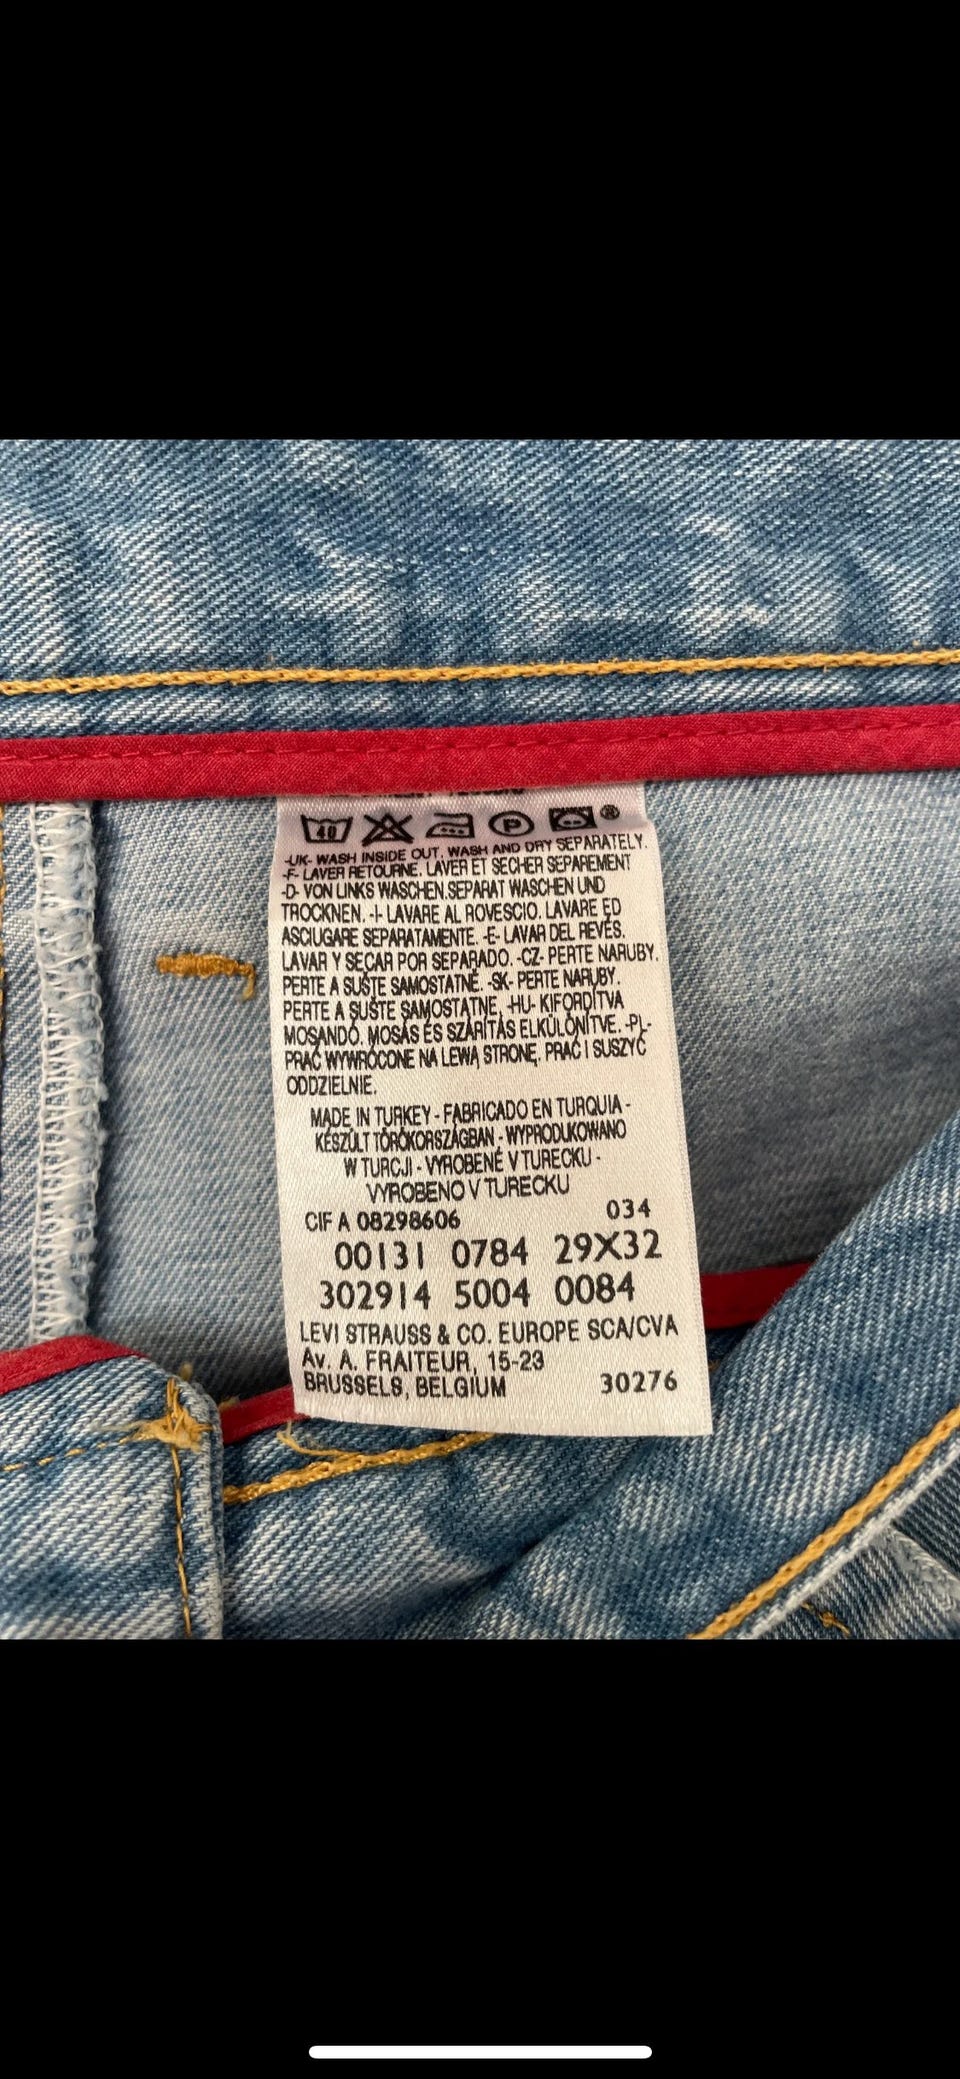 40 P ®
-UK- WASH INSIDE OUT, WASH AND DRY SEPARATELY.
-F- LAVER RETOURNE. LAVER ET SECHER SEPAREMENT
-D- VON LINKS WASCHEN.SEPARAT WASCHEN UND
TROCKNEN. -I- LAVARE AL ROVESCIO. LAVARE ED
ASCIUGARE SEPARATAMENTE. -E- LAVAR DEL REVÉS.
LAVAR Y SECAR POR SEPARADO. -CZ- PERTE NARUBY.
PERTE A SUŠTE SAMOSTATNĚ. -SK- PERTE NARUBY.
PERTE A SUŠTE SAMOSTATNE. -HU- KIFORDÍTVA
MOSANDÓ. MOSÁS ÉS SZÁRÍTÁS ELKÜLÖNÍTVE. -PL-
PRAĆ WYWRÓCONE NA LEWĄ STRONĘ, PRAĆ I SUSZYĆ
ODDZIELNIE.
MADE IN TURKEY - FABRICADO EN TURQUIA -
KÉSZÜLT TÖRÖKORSZÁGBAN - WYPRODUKOWANO
W TURCJI - VYROBENÉ V TURECKU -
VYROBENO V TURECKU
CIF A 08298606 034
00131 0784 29X32
302914 5004 0084
LEVI STRAUSS & CO. EUROPE SCA/CVA
Av. A. FRAITEUR, 15-23
BRUSSELS, BELGIUM 30276